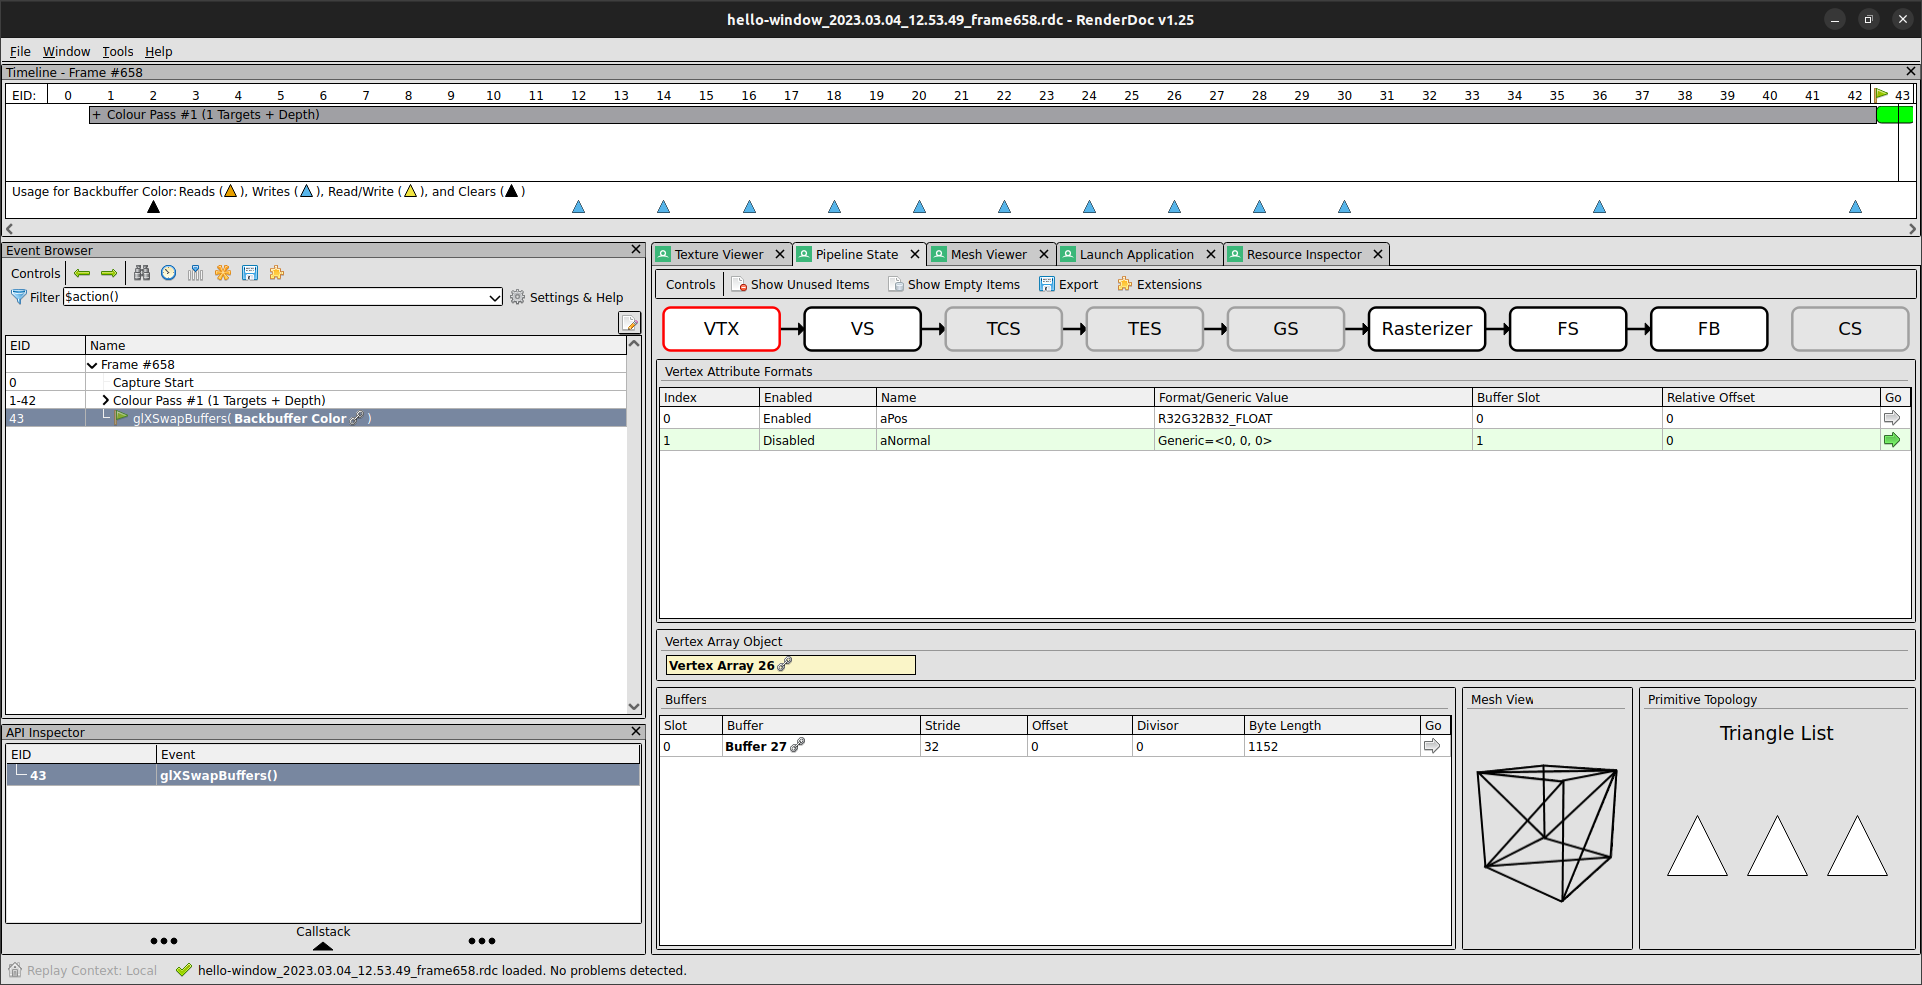 hello-window_2023.03.04_12.53.49_frame658.rdc - RenderDoc v1.25
File Window Tools Help
Timeline - Frame #658
EID: 0 1 2 3 4 5 6 7 8 9 10 11 12 13 14 15 16 17 18 19 20 21 22 23 24 25 26 27 28 29 30 31 32 33 34 35 36 37 38 39 40 41 42 43
+ Colour Pass #1 (1 Targets + Depth)
Usage for Backbuffer Color: Reads ( ), Writes ( ), Read/Write ( ), and Clears ( )
Event Browser
Controls
Filter $action() Settings & Help
EID Name
Frame #658
0 Capture Start
1-42 Colour Pass #1 (1 Targets + Depth)
43 glXSwapBuffers( Backbuffer Color )
API Inspector
EID Event
43 glXSwapBuffers()
Callstack
Texture Viewer Pipeline State Mesh Viewer Launch Application Resource Inspector
Controls Show Unused Items Show Empty Items Export Extensions
VTX VS TCS TES GS Rasterizer FS FB CS
Vertex Attribute Formats
Index Enabled Name Format/Generic Value Buffer Slot Relative Offset Go
0 Enabled aPos R32G32B32_FLOAT 0 0
1 Disabled aNormal Generic=<0, 0, 0> 1 0
Vertex Array Object
Vertex Array 26
Buffers
Slot Buffer Stride Offset Divisor Byte Length Go
0 Buffer 27 32 0 0 1152
Mesh View
Primitive Topology
Triangle List
Replay Context: Local hello-window_2023.03.04_12.53.49_frame658.rdc loaded. No problems detected.